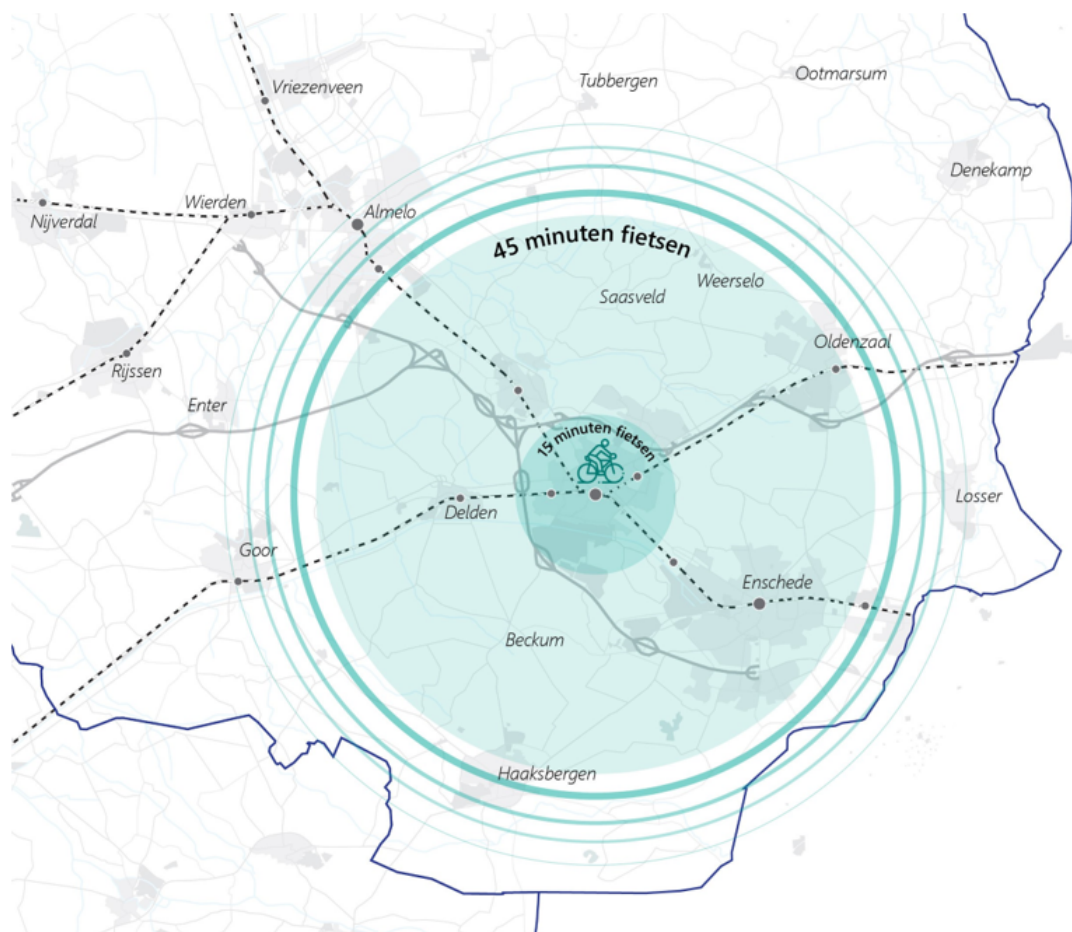 Ootmarsum
Tubbergen
Vriezenveen
Denekamp
Wierden
Almelo
Nijverdal
45 minuten fietsen
Weerselo
Saasveld
Oldenzaal
Rijssen
Enter
15 minuten fietsen
Losser
Delden
Goor
Enschede
Beckum
Haaksbergen